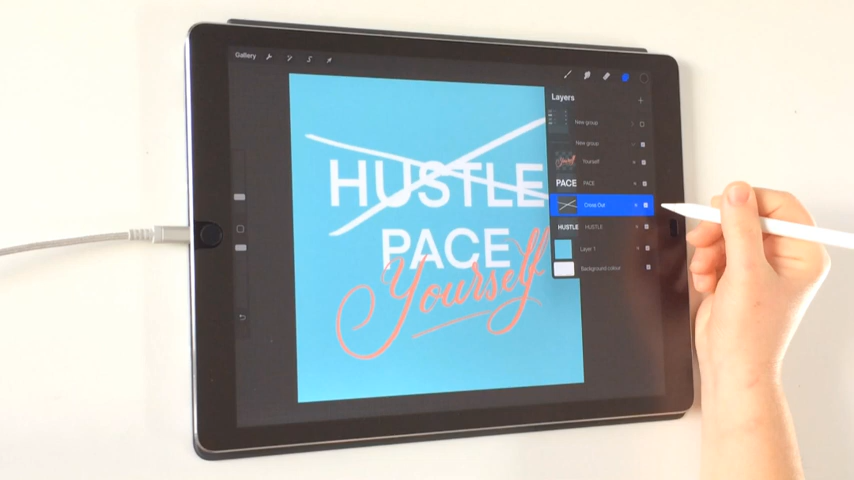 Gallery
Layers
New group
New group
Yourself
PACE PACE
Cross Out
HUSTLE HUSTLE
Layer 1
Background colour
HUSTLE
PACE
Yourself